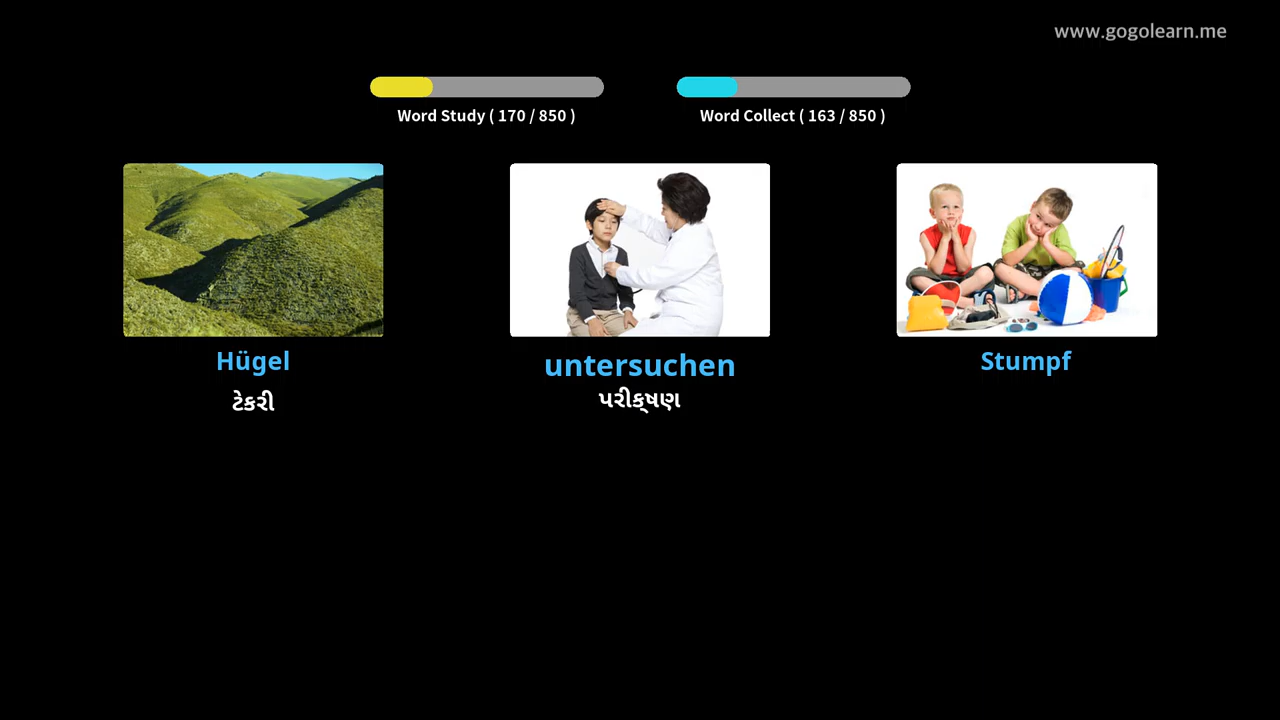 www.gogolearn.me
Word Study ( 170 / 850 )
Word Collect ( 163 / 850 )
Hügel
untersuchen
Stumpf
ટેકરી
પરીક્ષણ